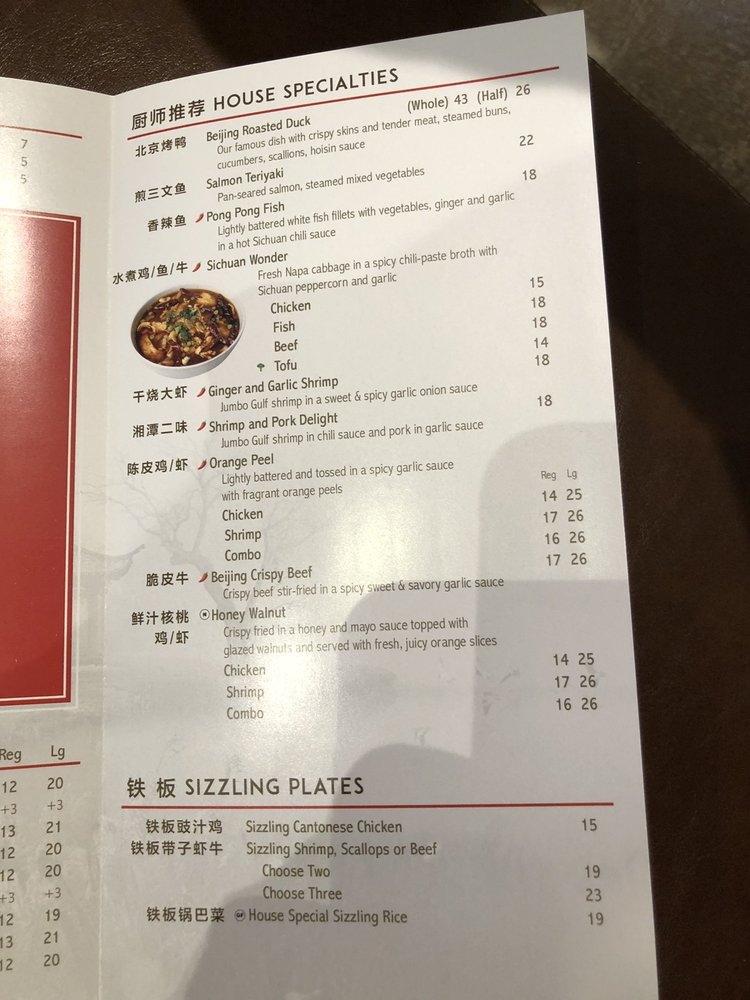 7
5
5
厨师推荐 HOUSE SPECIALTIES
北京烤鸭 Beijing Roasted Duck (Whole) 43 (Half) 26
Our famous dish with crispy skins and tender meat, steamed buns,
cucumbers, scallions, hoisin sauce
煎三文鱼 Salmon Teriyaki 22
Pan-seared salmon, steamed mixed vegetables
香辣鱼 Pong Pong Fish 18
Lightly battered white fish fillets with vegetables, ginger and garlic
in a hot Sichuan chili sauce
水煮鸡/鱼/牛 Sichuan Wonder
Fresh Napa cabbage in a spicy chili-paste broth with
Sichuan peppercorn and garlic
Chicken 15
Fish 18
Beef 18
Tofu 14
干烧大虾 Ginger and Garlic Shrimp 18
Jumbo Gulf shrimp in a sweet & spicy garlic onion sauce
湘潭二味 Shrimp and Pork Delight 18
Jumbo Gulf shrimp in chili sauce and pork in garlic sauce
陈皮鸡/虾 Orange Peel
Lightly battered and tossed in a spicy garlic sauce
with fragrant orange peels Reg Lg
Chicken 14 25
Shrimp 17 26
Combo 16 26
脆皮牛 Beijing Crispy Beef 17 26
Crispy beef stir-fried in a spicy sweet & savory garlic sauce
鲜汁核桃 Honey Walnut
鸡/虾 Crispy fried in a honey and mayo sauce topped with
glazed walnuts and served with fresh, juicy orange slices
Chicken 14 25
Shrimp 17 26
Combo 16 26
铁 板 SIZZLING PLATES
铁板豉汁鸡 Sizzling Cantonese Chicken 15
铁板带子虾牛 Sizzling Shrimp, Scallops or Beef
Choose Two 19
Choose Three 23
铁板锅巴菜 GF House Special Sizzling Rice 19
Reg Lg
12 20
+3 +3
13 21
12 20
12 20
+3 +3
12 19
13 21
12 20